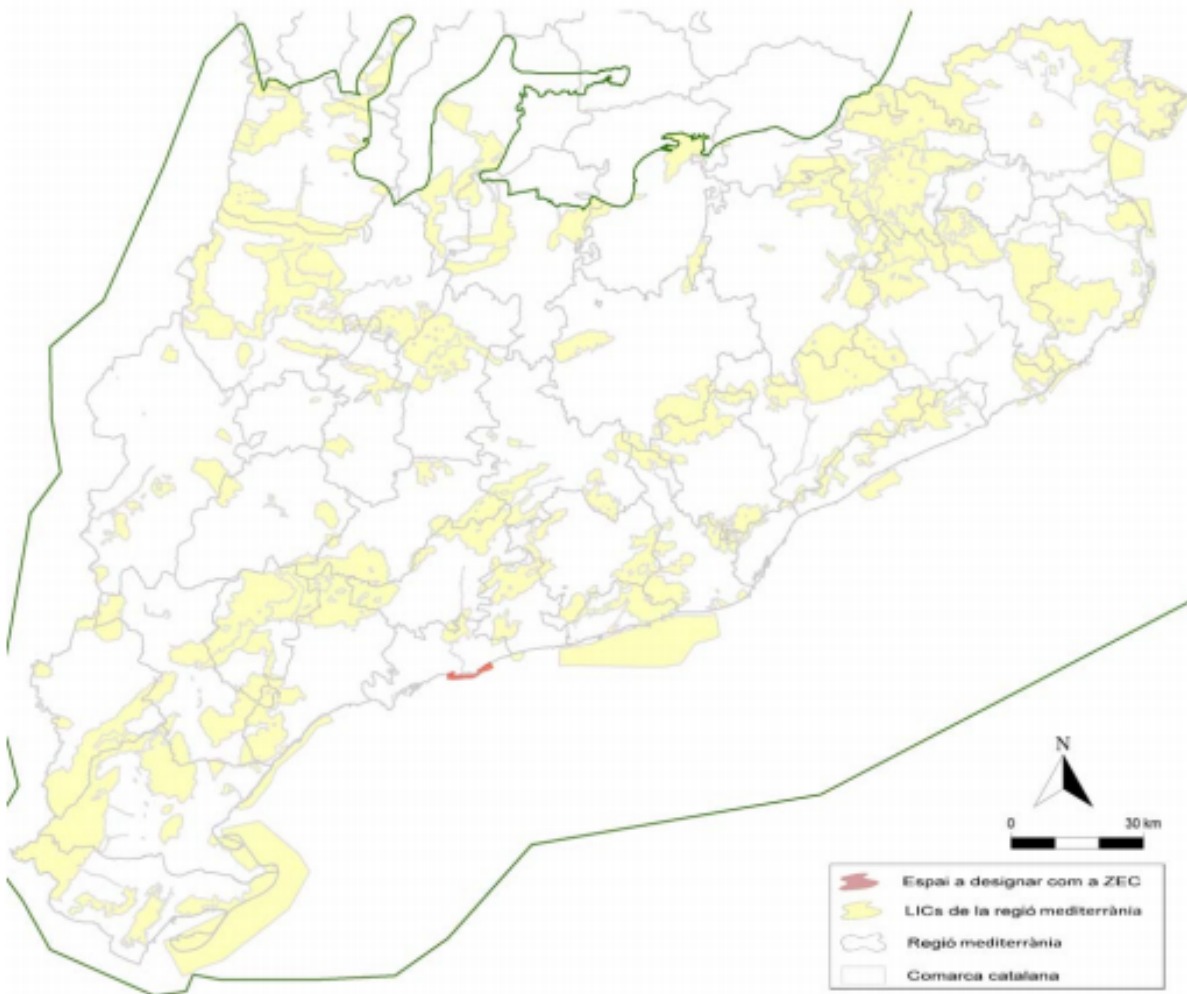 N
0 30 km
Espai a designar com a ZEC
LICs de la regió mediterrània
Regió mediterrània
Comarca catalana